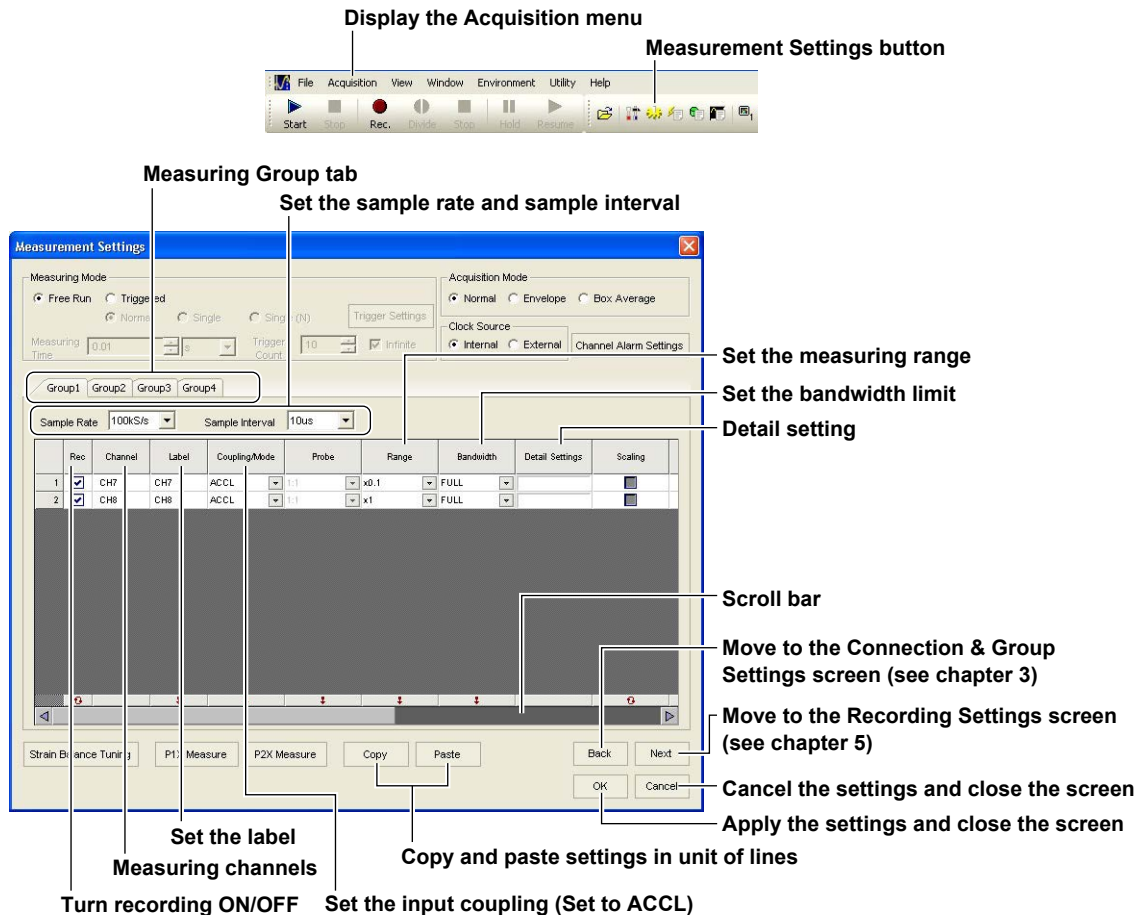 Display the Acquisition menu
Measurement Settings button
File Acquisition View Window Environment Utility Help
Start Stop Rec. Divide Stop Hold Resume
Measuring Group tab
Set the sample rate and sample interval
Measurement Settings
Measuring Mode
Free Run Triggered
Normal Single Single (N) Trigger Settings
Measuring Time 0.01 s Trigger Count 10 Infinite
Acquisition Mode
Normal Envelope Box Average
Clock Source
Internal External Channel Alarm Settings
Group1 Group2 Group3 Group4
Sample Rate 100kS/s Sample Interval 10us
Rec Channel Label Coupling/Mode Probe Range Bandwidth Detail Settings Scaling
1 CH7 CH7 ACCL 1:1 x0.1 FULL
2 CH8 CH8 ACCL 1:1 x1 FULL
Set the measuring range
Set the bandwidth limit
Detail setting
Scroll bar
Move to the Connection & Group
Settings screen (see chapter 3)
Move to the Recording Settings screen
(see chapter 5)
Strain Balance Tuning P1X Measure P2X Measure Copy Paste Back Next
OK Cancel
Cancel the settings and close the screen
Apply the settings and close the screen
Set the label
Copy and paste settings in unit of lines
Measuring channels
Turn recording ON/OFF
Set the input coupling (Set to ACCL)